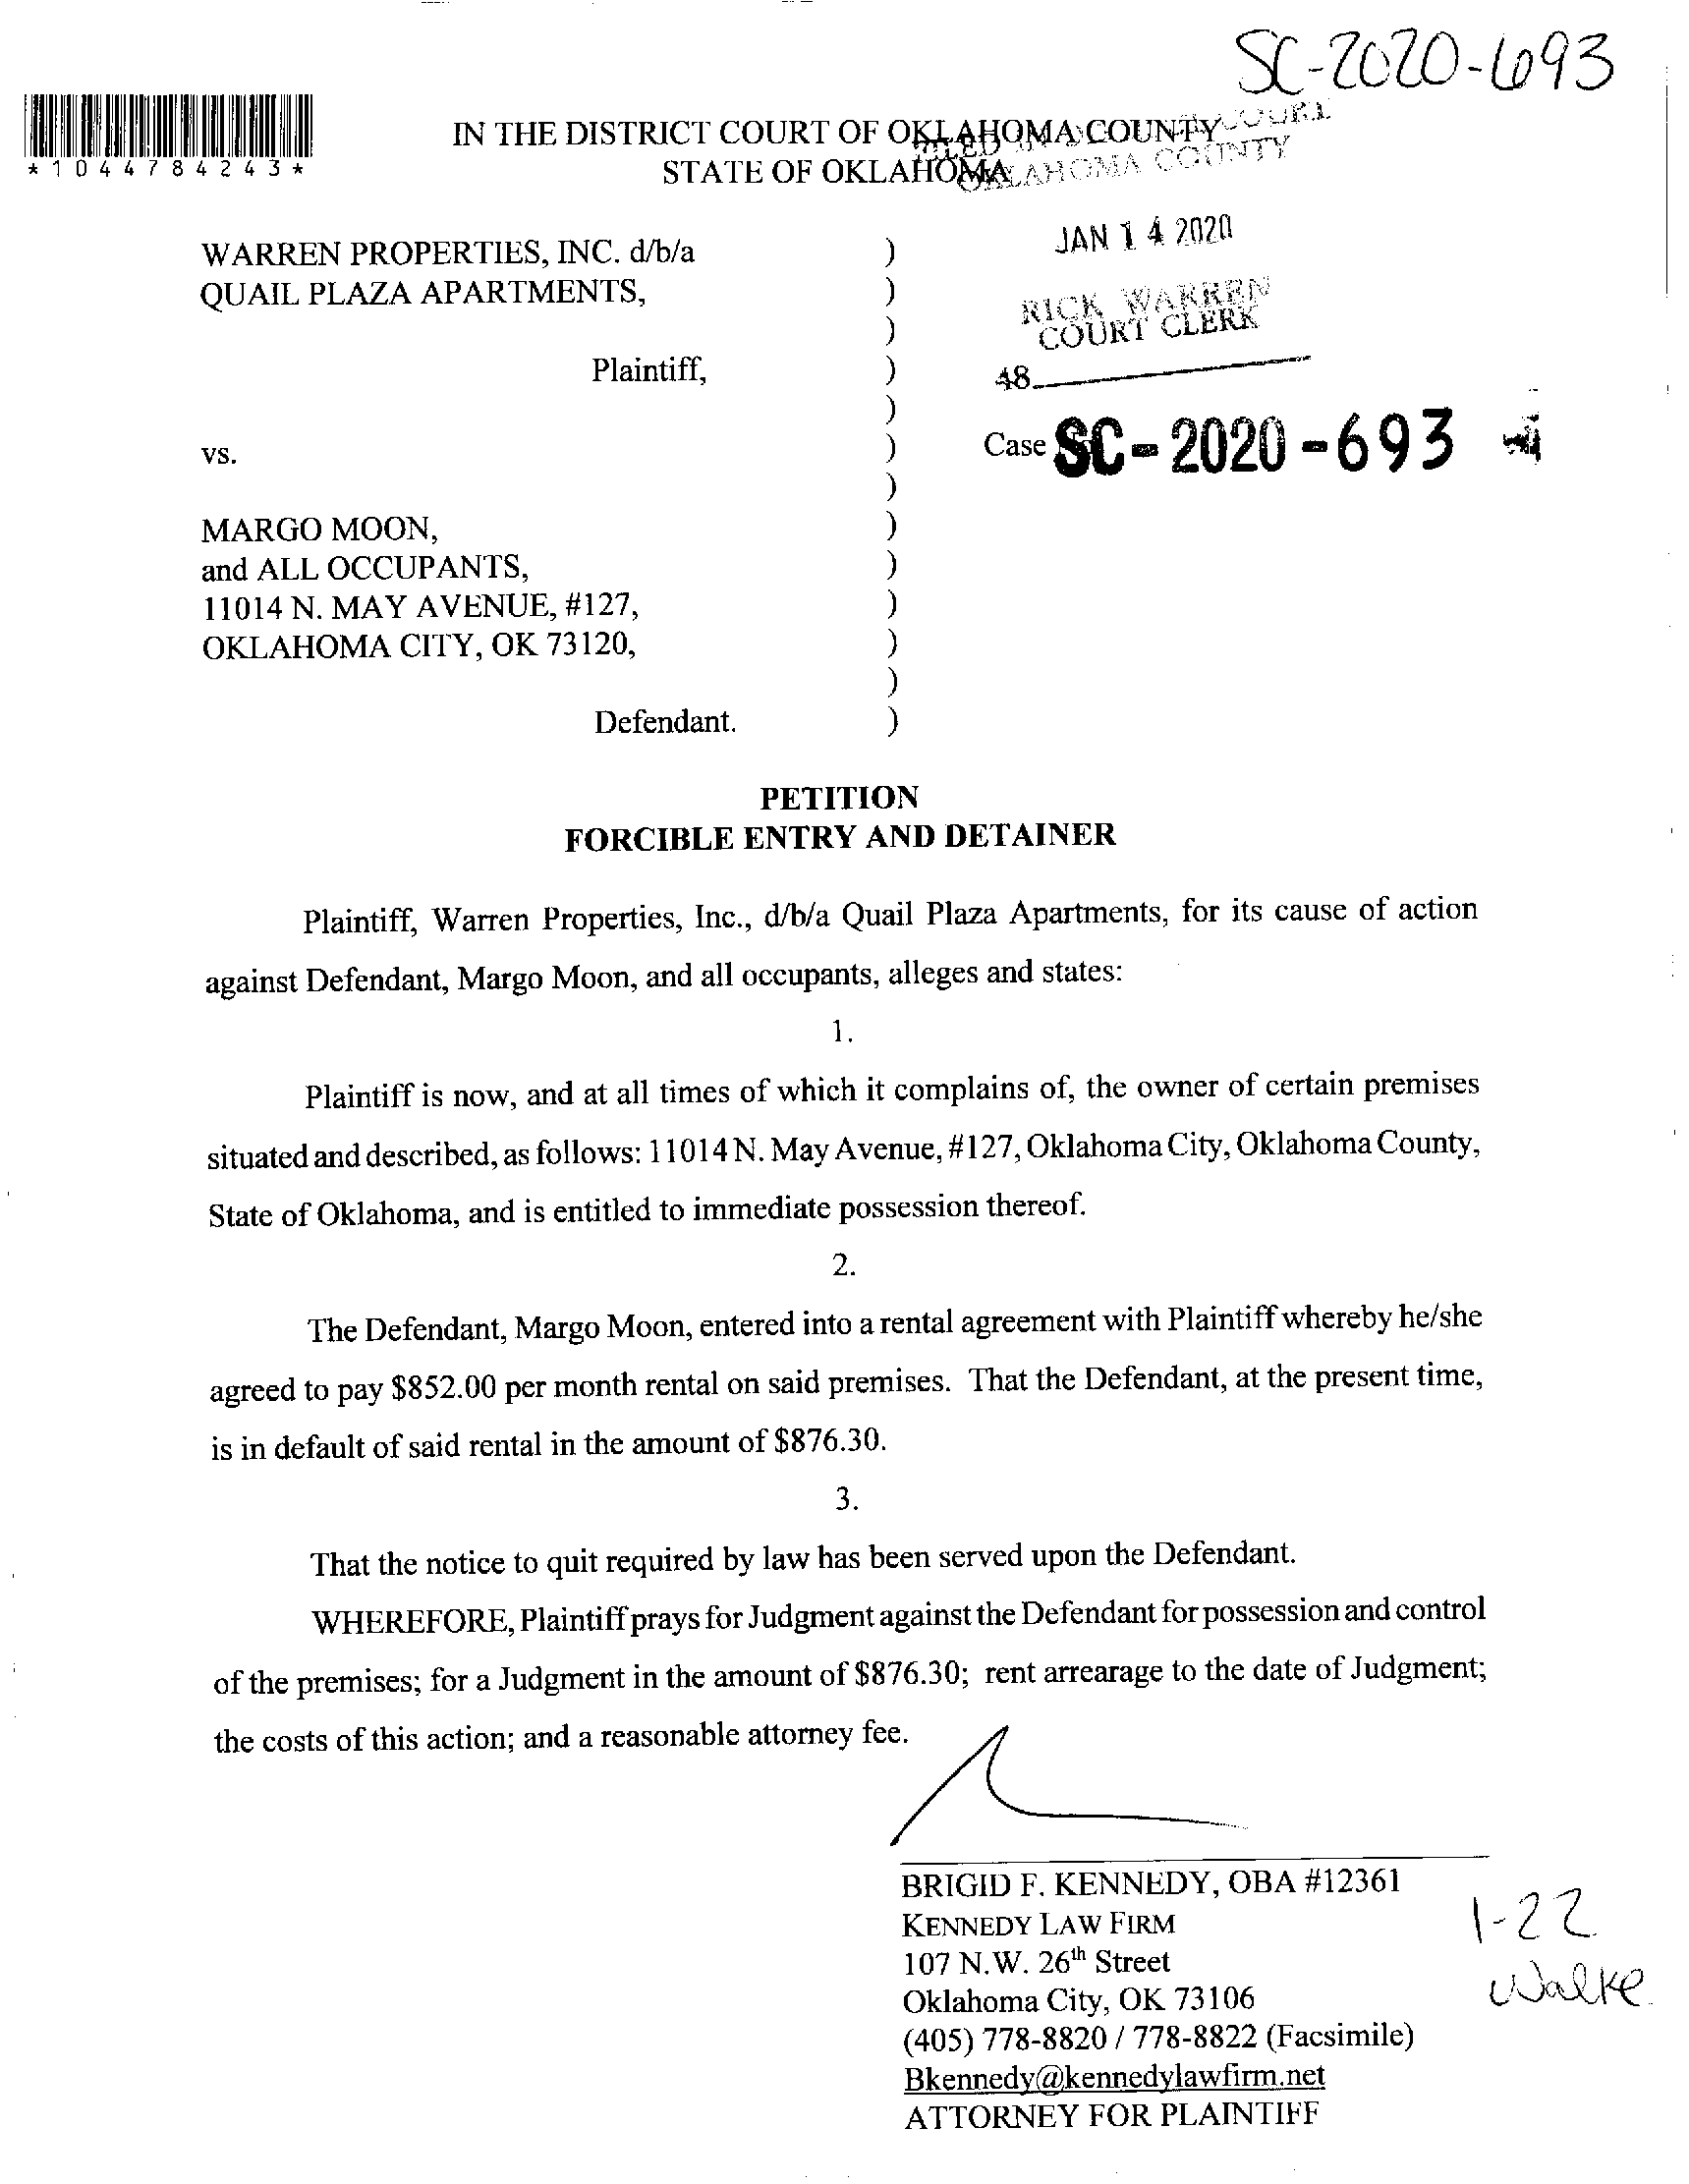 SC-2020-693
*1044784243*
IN THE DISTRICT COURT OF OKLAHOMA COUNTY
STATE OF OKLAHOMA
FILED IN COURT
OKLAHOMA COUNTY
JAN 14 2020
RICK WARREN
COURT CLERK
48
WARREN PROPERTIES, INC. d/b/a )
QUAIL PLAZA APARTMENTS, )
)
Plaintiff, )
)
vs. ) Case SC-2020-693
)
MARGO MOON, )
and ALL OCCUPANTS, )
11014 N. MAY AVENUE, #127, )
OKLAHOMA CITY, OK 73120, )
)
Defendant. )
PETITION
FORCIBLE ENTRY AND DETAINER
Plaintiff, Warren Properties, Inc., d/b/a Quail Plaza Apartments, for its cause of action
against Defendant, Margo Moon, and all occupants, alleges and states:
1.
Plaintiff is now, and at all times of which it complains of, the owner of certain premises
situated and described, as follows: 11014 N. May Avenue, #127, Oklahoma City, Oklahoma County,
State of Oklahoma, and is entitled to immediate possession thereof.
2.
The Defendant, Margo Moon, entered into a rental agreement with Plaintiff whereby he/she
agreed to pay $852.00 per month rental on said premises. That the Defendant, at the present time,
is in default of said rental in the amount of $876.30.
3.
That the notice to quit required by law has been served upon the Defendant.
WHEREFORE, Plaintiff prays for Judgment against the Defendant for possession and control
of the premises; for a Judgment in the amount of $876.30; rent arrearage to the date of Judgment;
the costs of this action; and a reasonable attorney fee.
BRIGID F. KENNEDY, OBA #12361
KENNEDY LAW FIRM
107 N.W. 26th Street
Oklahoma City, OK 73106
(405) 778-8820 / 778-8822 (Facsimile)
Bkennedy@kennedylawfirm.net
ATTORNEY FOR PLAINTIFF
1-22
Walke